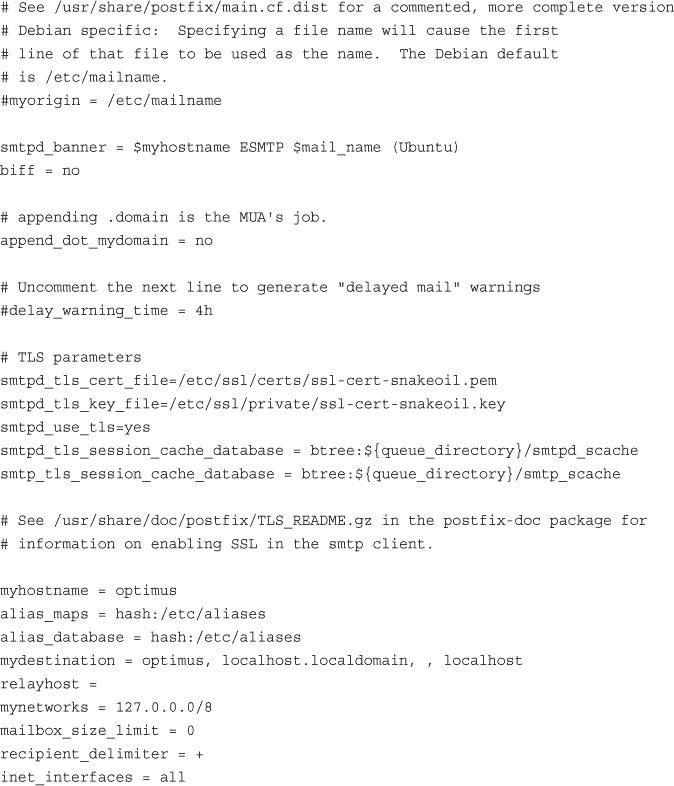 # See /usr/share/postfix/main.cf.dist for a commented, more complete version
# Debian specific:  Specifying a file name will cause the first
# line of that file to be used as the name.  The Debian default
# is /etc/mailname.
#myorigin = /etc/mailname

smtpd_banner = $myhostname ESMTP $mail_name (Ubuntu)
biff = no

# appending .domain is the MUA's job.
append_dot_mydomain = no

# Uncomment the next line to generate "delayed mail" warnings
#delay_warning_time = 4h

# TLS parameters
smtpd_tls_cert_file=/etc/ssl/certs/ssl-cert-snakeoil.pem
smtpd_tls_key_file=/etc/ssl/private/ssl-cert-snakeoil.key
smtpd_use_tls=yes
smtpd_tls_session_cache_database = btree:${queue_directory}/smtpd_scache
smtp_tls_session_cache_database = btree:${queue_directory}/smtp_scache

# See /usr/share/doc/postfix/TLS_README.gz in the postfix-doc package for
# information on enabling SSL in the smtp client.

myhostname = optimus
alias_maps = hash:/etc/aliases
alias_database = hash:/etc/aliases
mydestination = optimus, localhost.localdomain, , localhost
relayhost =
mynetworks = 127.0.0.0/8
mailbox_size_limit = 0
recipient_delimiter = +
inet_interfaces = all